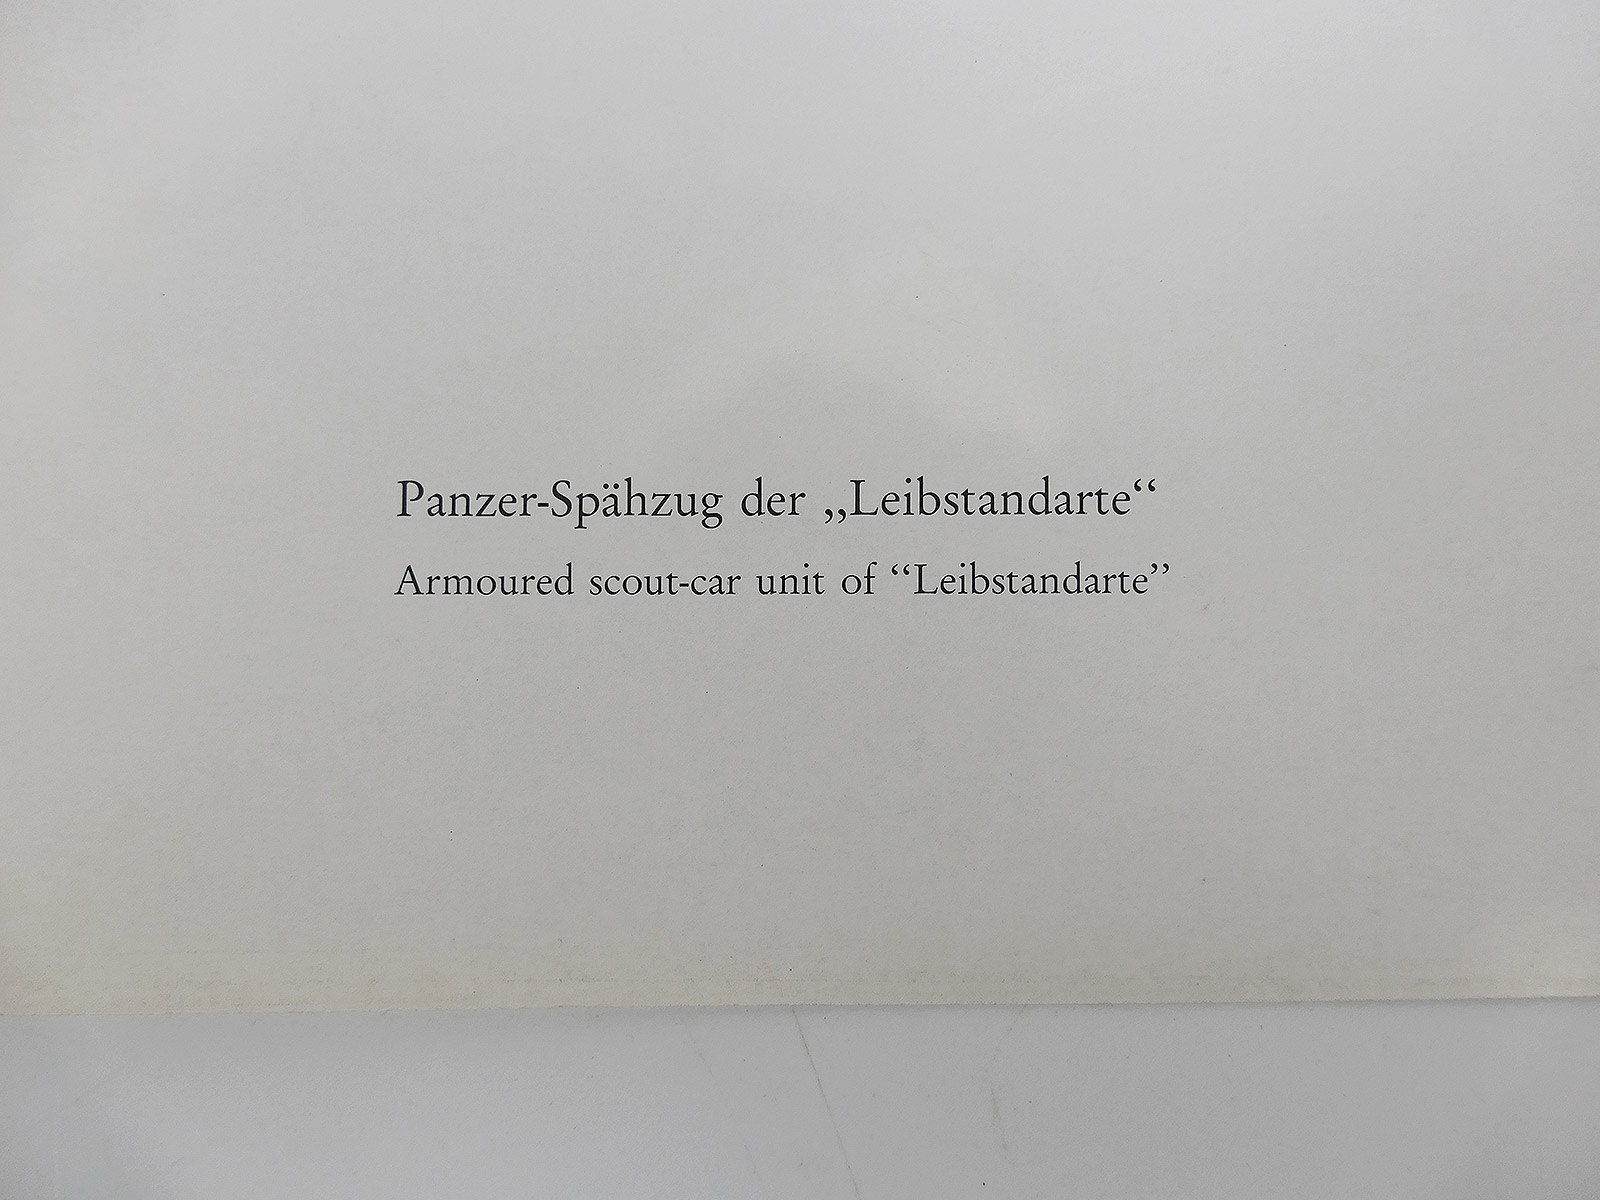 Panzer-Spähzug der „Leibstandarte“
Armoured scout-car unit of “Leibstandarte”